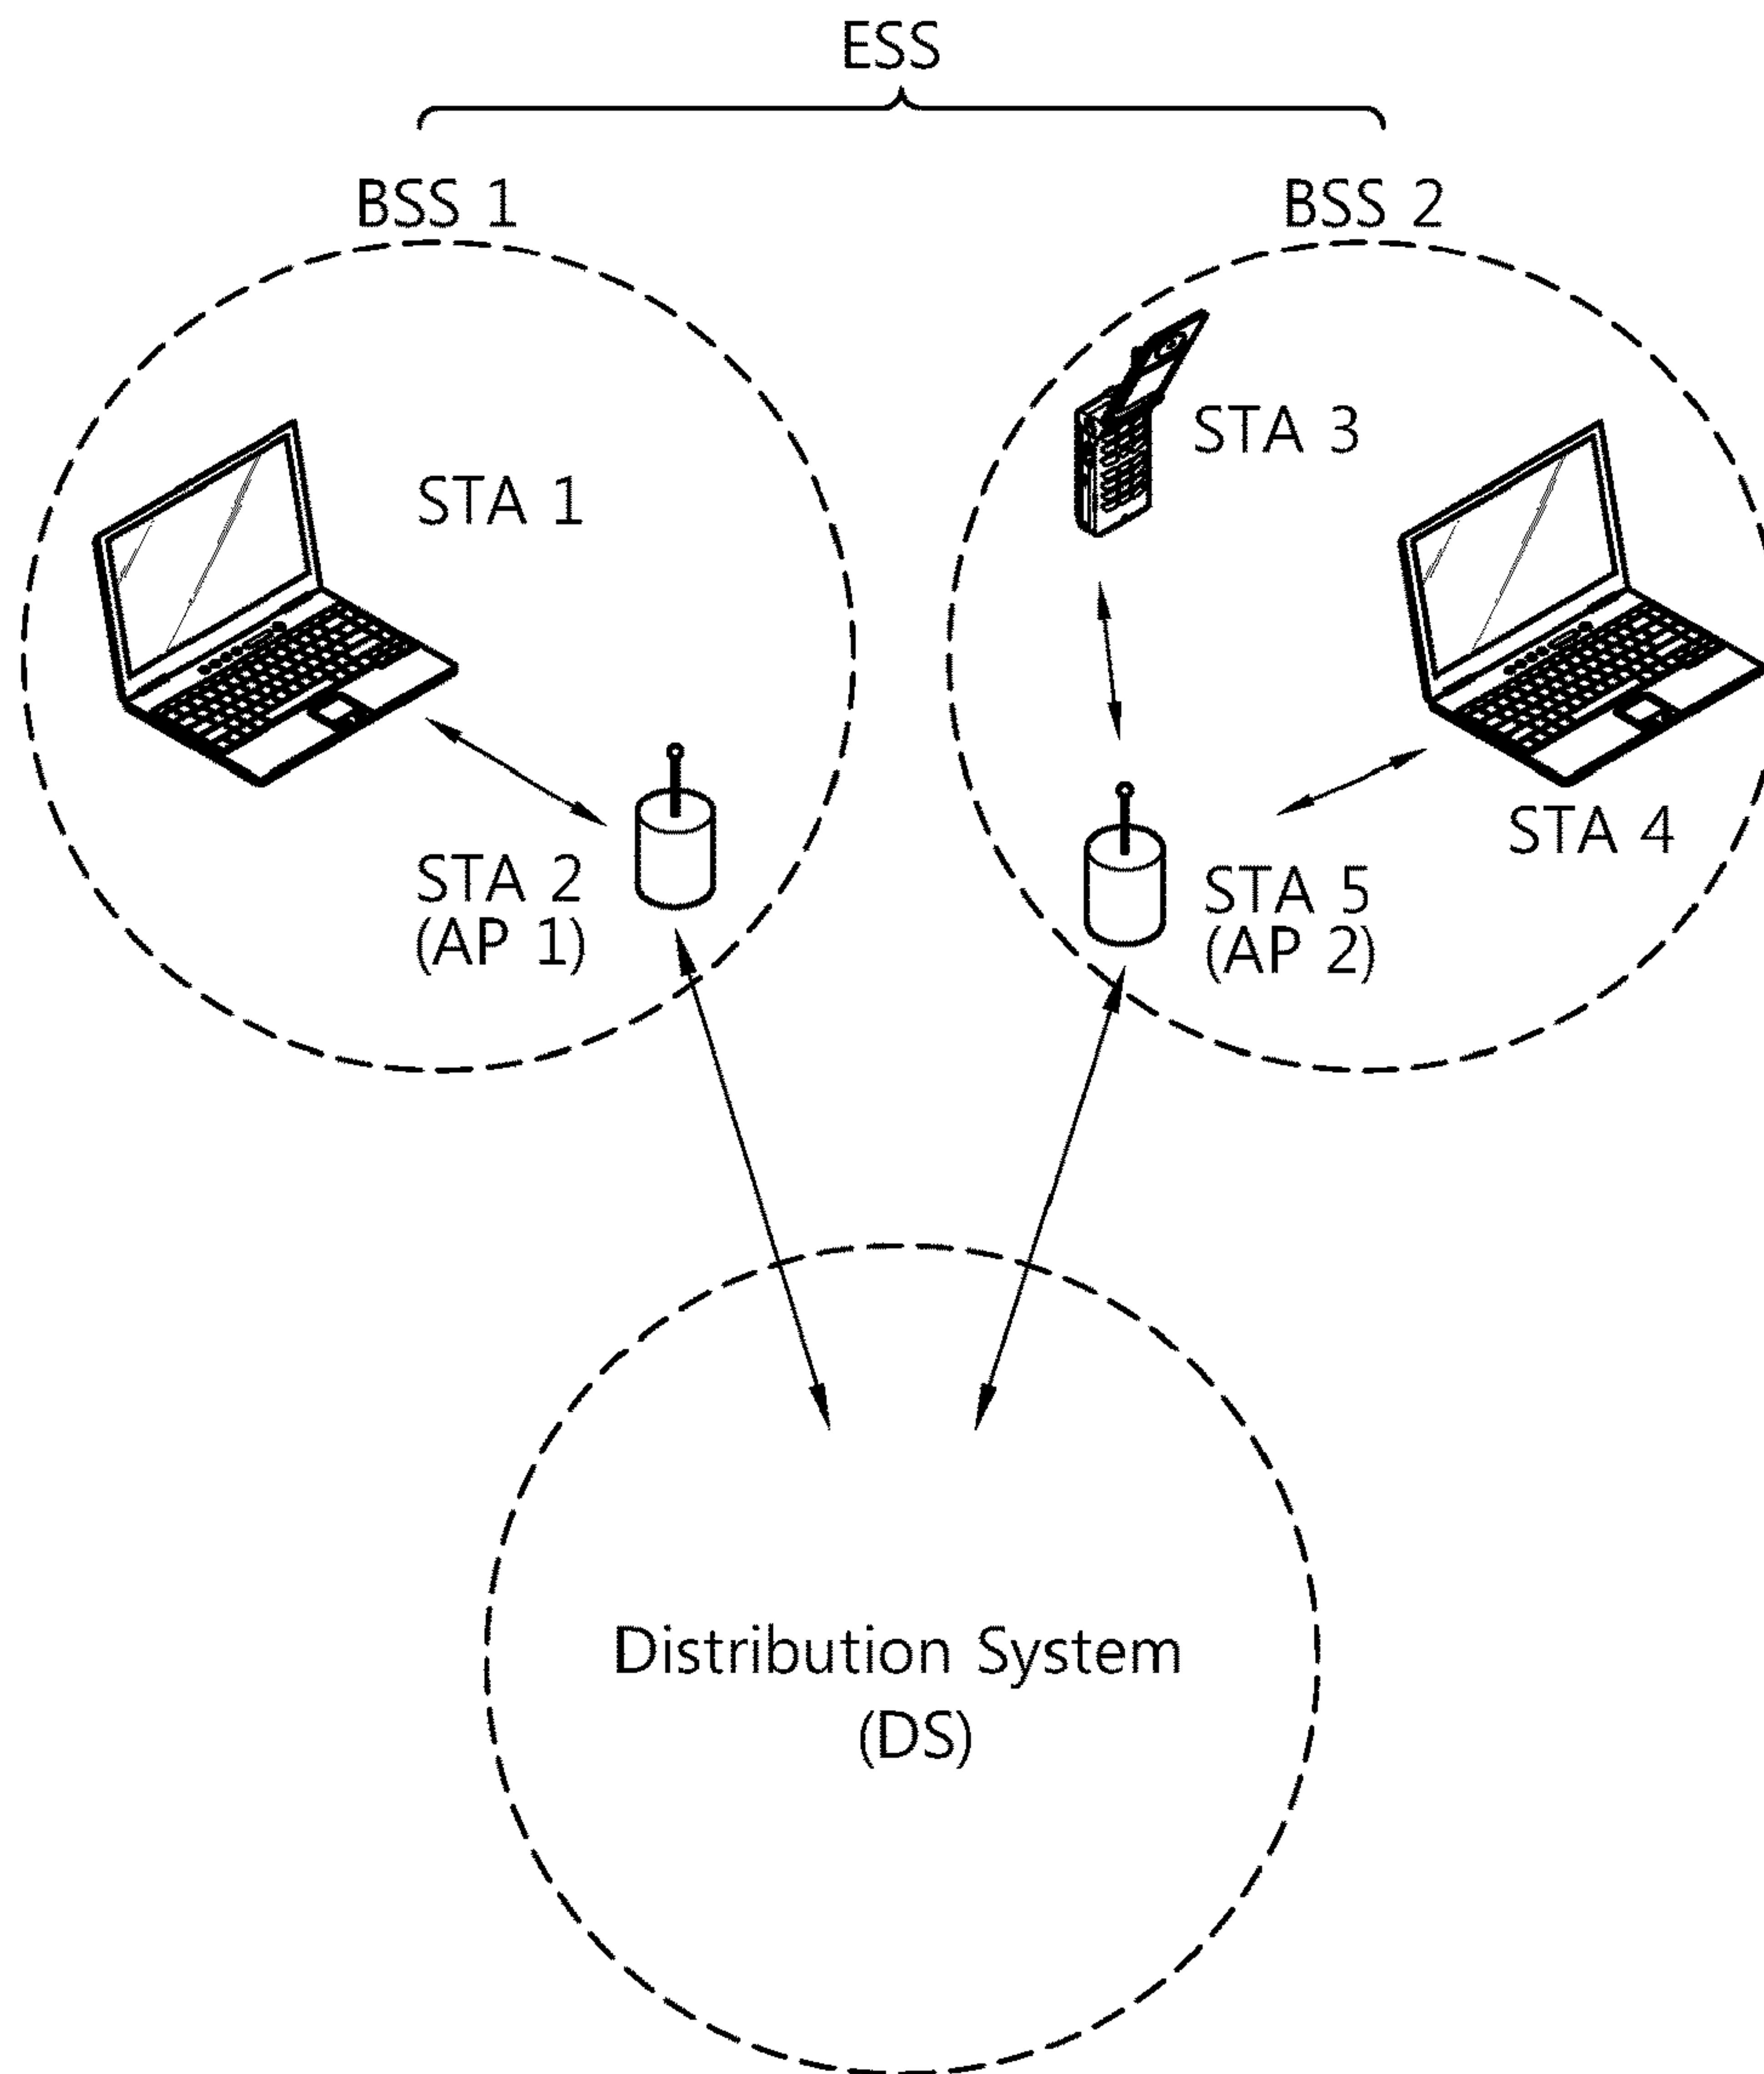 ESS
BSS 1
BSS 2
STA 1
STA 3
STA 4
STA 2
(AP 1)
STA 5
(AP 2)
Distribution System
(DS)